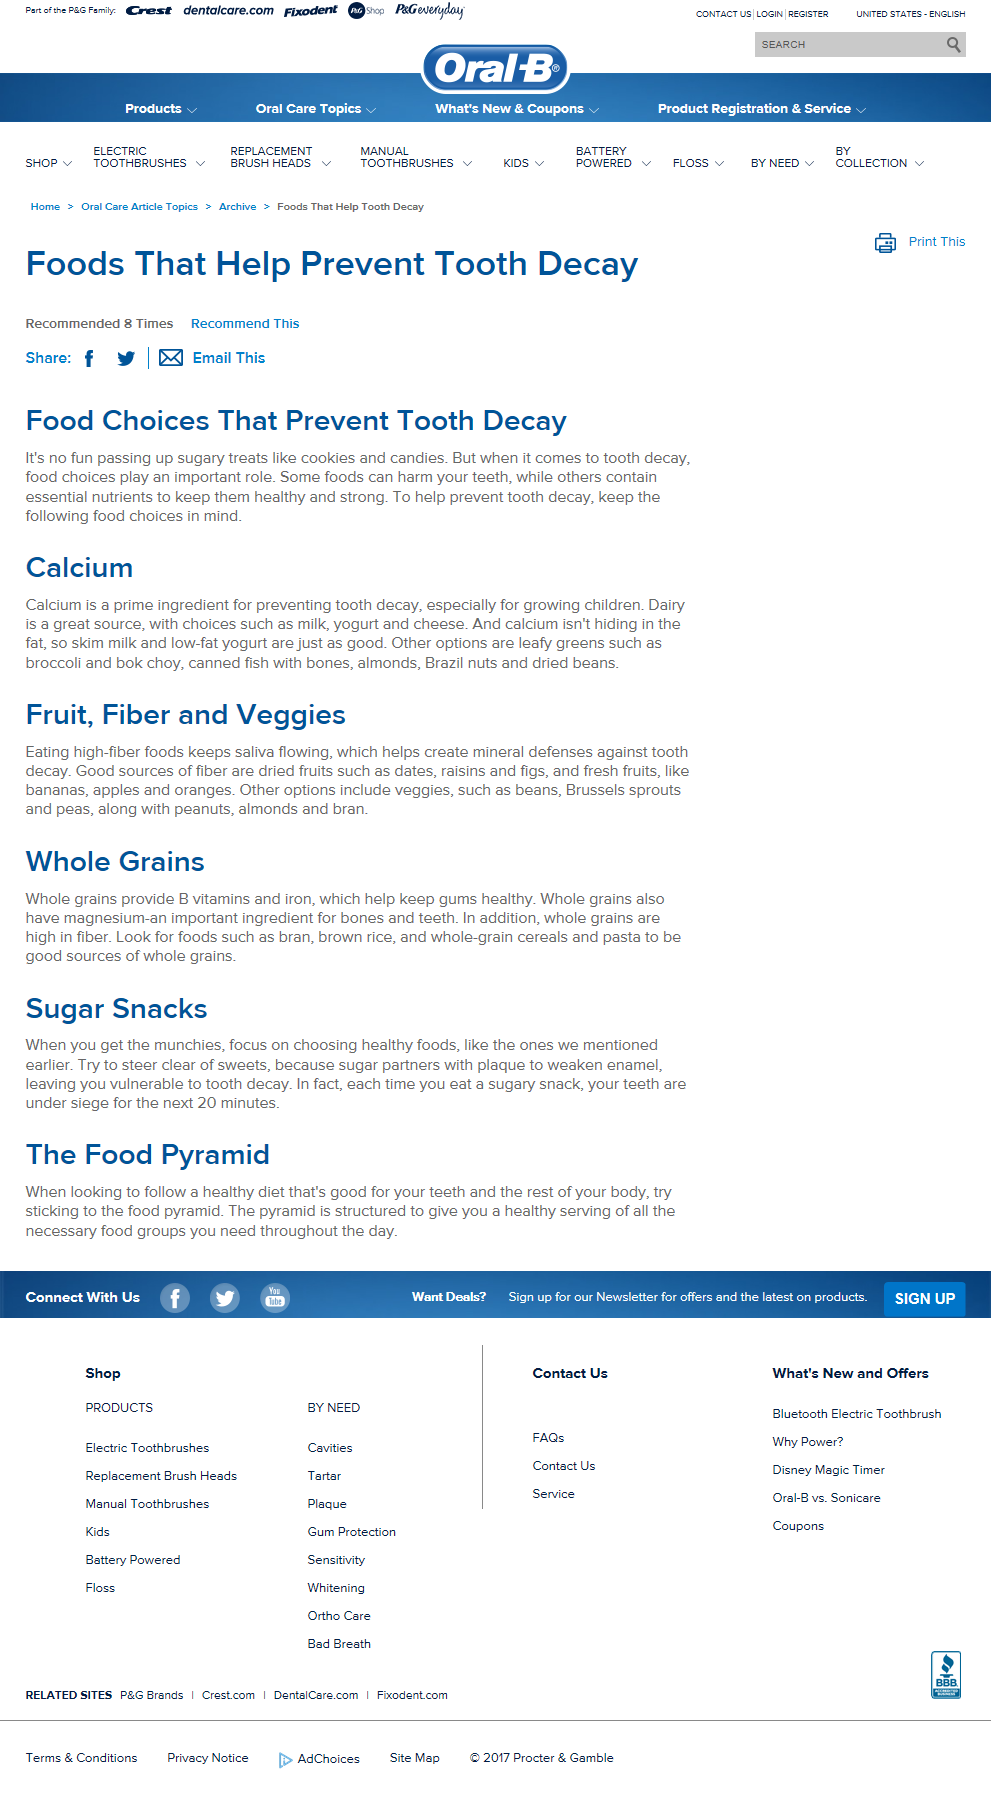 Part of the P&G Family: Crest dentalcare.com Fixodent P&G Shop P&G everyday
CONTACT US | LOGIN | REGISTER UNITED STATES - ENGLISH
SEARCH
Oral-B®
Products Oral Care Topics What's New & Coupons Product Registration & Service
SHOP ELECTRIC TOOTHBRUSHES REPLACEMENT BRUSH HEADS MANUAL TOOTHBRUSHES KIDS BATTERY POWERED FLOSS BY NEED BY COLLECTION
Home > Oral Care Article Topics > Archive > Foods That Help Tooth Decay
Print This
Foods That Help Prevent Tooth Decay
Recommended 8 Times Recommend This
Share: Email This
Food Choices That Prevent Tooth Decay
It's no fun passing up sugary treats like cookies and candies. But when it comes to tooth decay,
food choices play an important role. Some foods can harm your teeth, while others contain
essential nutrients to keep them healthy and strong. To help prevent tooth decay, keep the
following food choices in mind.
Calcium
Calcium is a prime ingredient for preventing tooth decay, especially for growing children. Dairy
is a great source, with choices such as milk, yogurt and cheese. And calcium isn't hiding in the
fat, so skim milk and low-fat yogurt are just as good. Other options are leafy greens such as
broccoli and bok choy, canned fish with bones, almonds, Brazil nuts and dried beans.
Fruit, Fiber and Veggies
Eating high-fiber foods keeps saliva flowing, which helps create mineral defenses against tooth
decay. Good sources of fiber are dried fruits such as dates, raisins and figs, and fresh fruits, like
bananas, apples and oranges. Other options include veggies, such as beans, Brussels sprouts
and peas, along with peanuts, almonds and bran.
Whole Grains
Whole grains provide B vitamins and iron, which help keep gums healthy. Whole grains also
have magnesium-an important ingredient for bones and teeth. In addition, whole grains are
high in fiber. Look for foods such as bran, brown rice, and whole-grain cereals and pasta to be
good sources of whole grains.
Sugar Snacks
When you get the munchies, focus on choosing healthy foods, like the ones we mentioned
earlier. Try to steer clear of sweets, because sugar partners with plaque to weaken enamel,
leaving you vulnerable to tooth decay. In fact, each time you eat a sugary snack, your teeth are
under siege for the next 20 minutes.
The Food Pyramid
When looking to follow a healthy diet that's good for your teeth and the rest of your body, try
sticking to the food pyramid. The pyramid is structured to give you a healthy serving of all the
necessary food groups you need throughout the day.
Connect With Us You Tube Want Deals? Sign up for our Newsletter for offers and the latest on products. SIGN UP
Shop
PRODUCTS
Electric Toothbrushes
Replacement Brush Heads
Manual Toothbrushes
Kids
Battery Powered
Floss
BY NEED
Cavities
Tartar
Plaque
Gum Protection
Sensitivity
Whitening
Ortho Care
Bad Breath
Contact Us
FAQs
Contact Us
Service
What's New and Offers
Bluetooth Electric Toothbrush
Why Power?
Disney Magic Timer
Oral-B vs. Sonicare
Coupons
BBB
ACCREDITED
BUSINESS
RELATED SITES P&G Brands | Crest.com | DentalCare.com | Fixodent.com
Terms & Conditions Privacy Notice AdChoices Site Map © 2017 Procter & Gamble